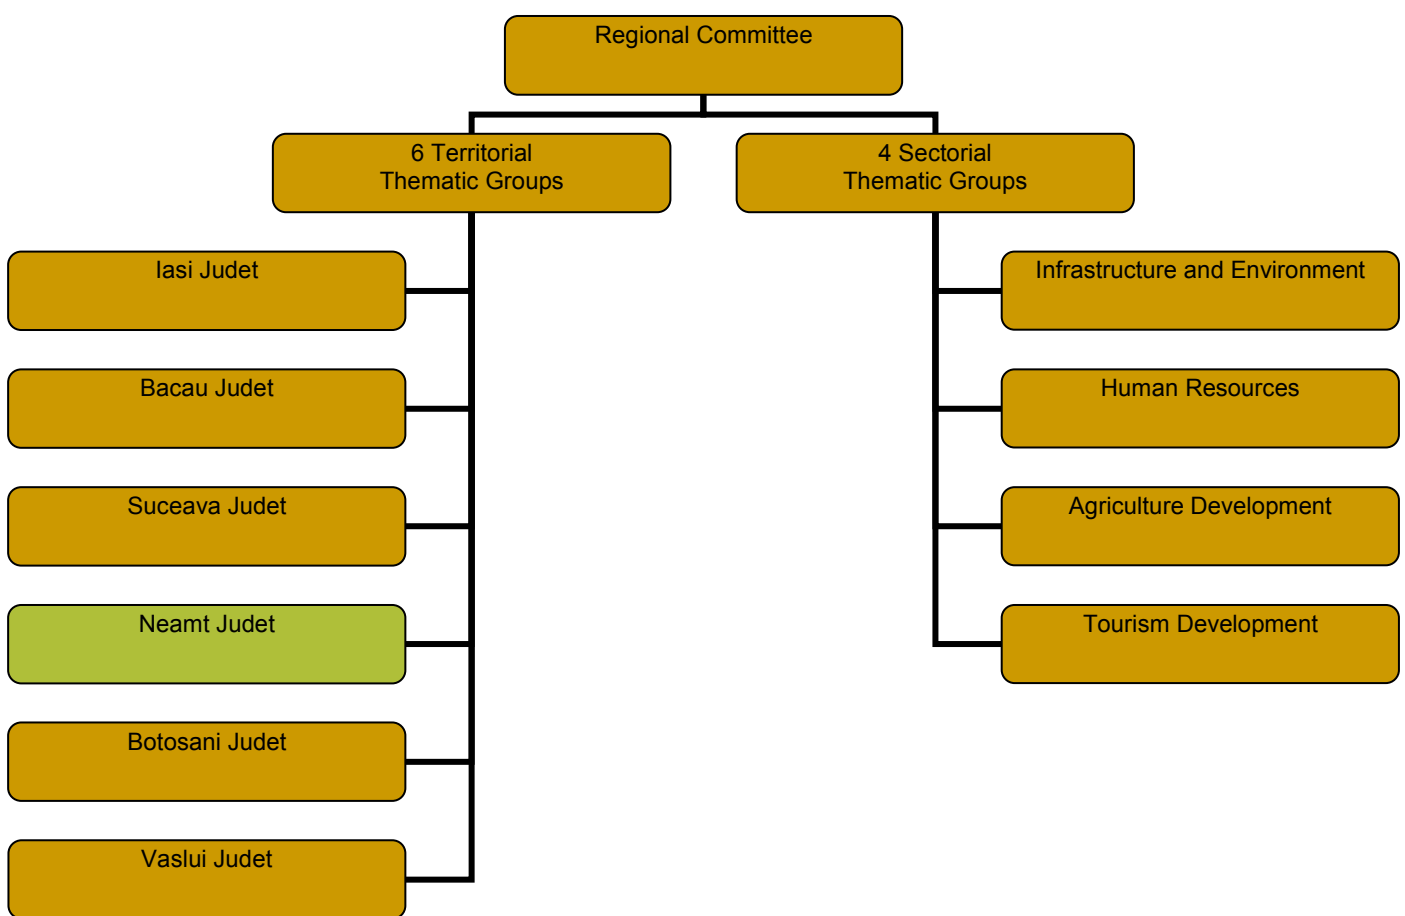 Regional Committee
6 Territorial
Thematic Groups
4 Sectorial
Thematic Groups
Iasi Judet
Bacau Judet
Suceava Judet
Neamt Judet
Botosani Judet
Vaslui Judet
Infrastructure and Environment
Human Resources
Agriculture Development
Tourism Development